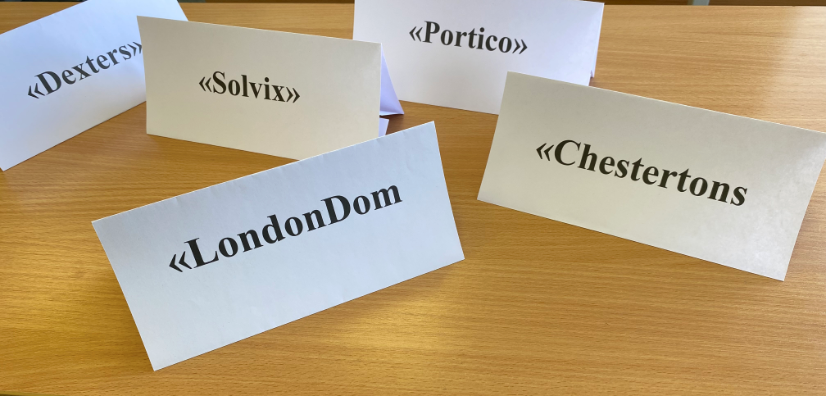 «Dexters»
«Solvix»
«Portico»
«Chestertons
«LondonDom